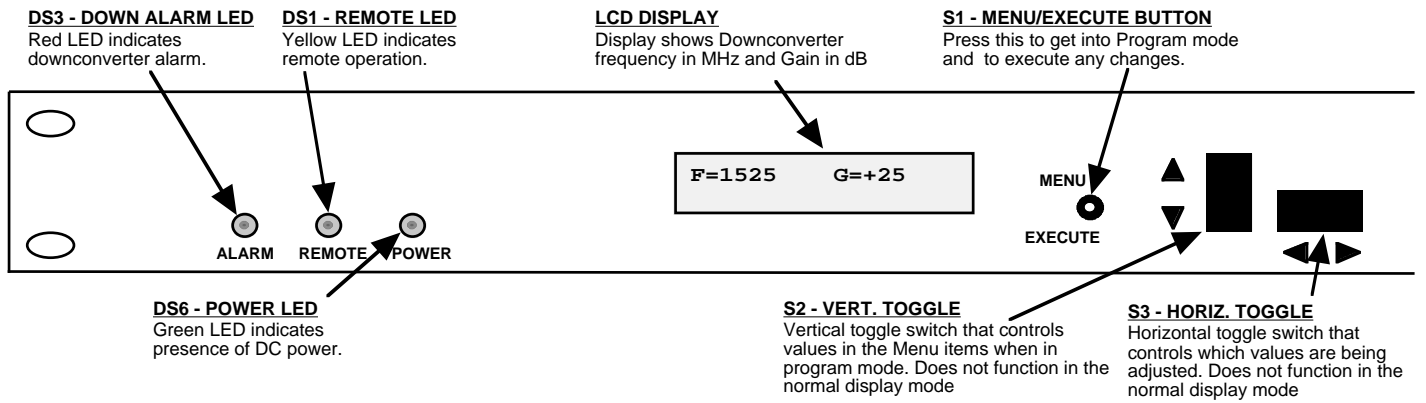 DS3 - DOWN ALARM LED
Red LED indicates
downconverter alarm.
DS1 - REMOTE LED
Yellow LED indicates
remote operation.
LCD DISPLAY
Display shows Downconverter
frequency in MHz and Gain in dB
S1 - MENU/EXECUTE BUTTON
Press this to get into Program mode
and  to execute any changes.
F=1525 G=+25
MENU
EXECUTE
ALARM
REMOTE
POWER
DS6 - POWER LED
Green LED indicates
presence of DC power.
S2 - VERT. TOGGLE
Vertical toggle switch that controls
values in the Menu items when in
program mode. Does not function in the
normal display mode
S3 - HORIZ. TOGGLE
Horizontal toggle switch that
controls which values are being
adjusted. Does not function in the
normal display mode